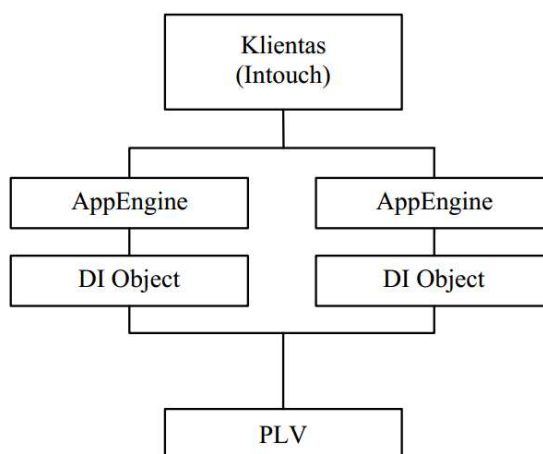 Klientas
(Intouch)
AppEngine
AppEngine
DI Object
DI Object
PLV